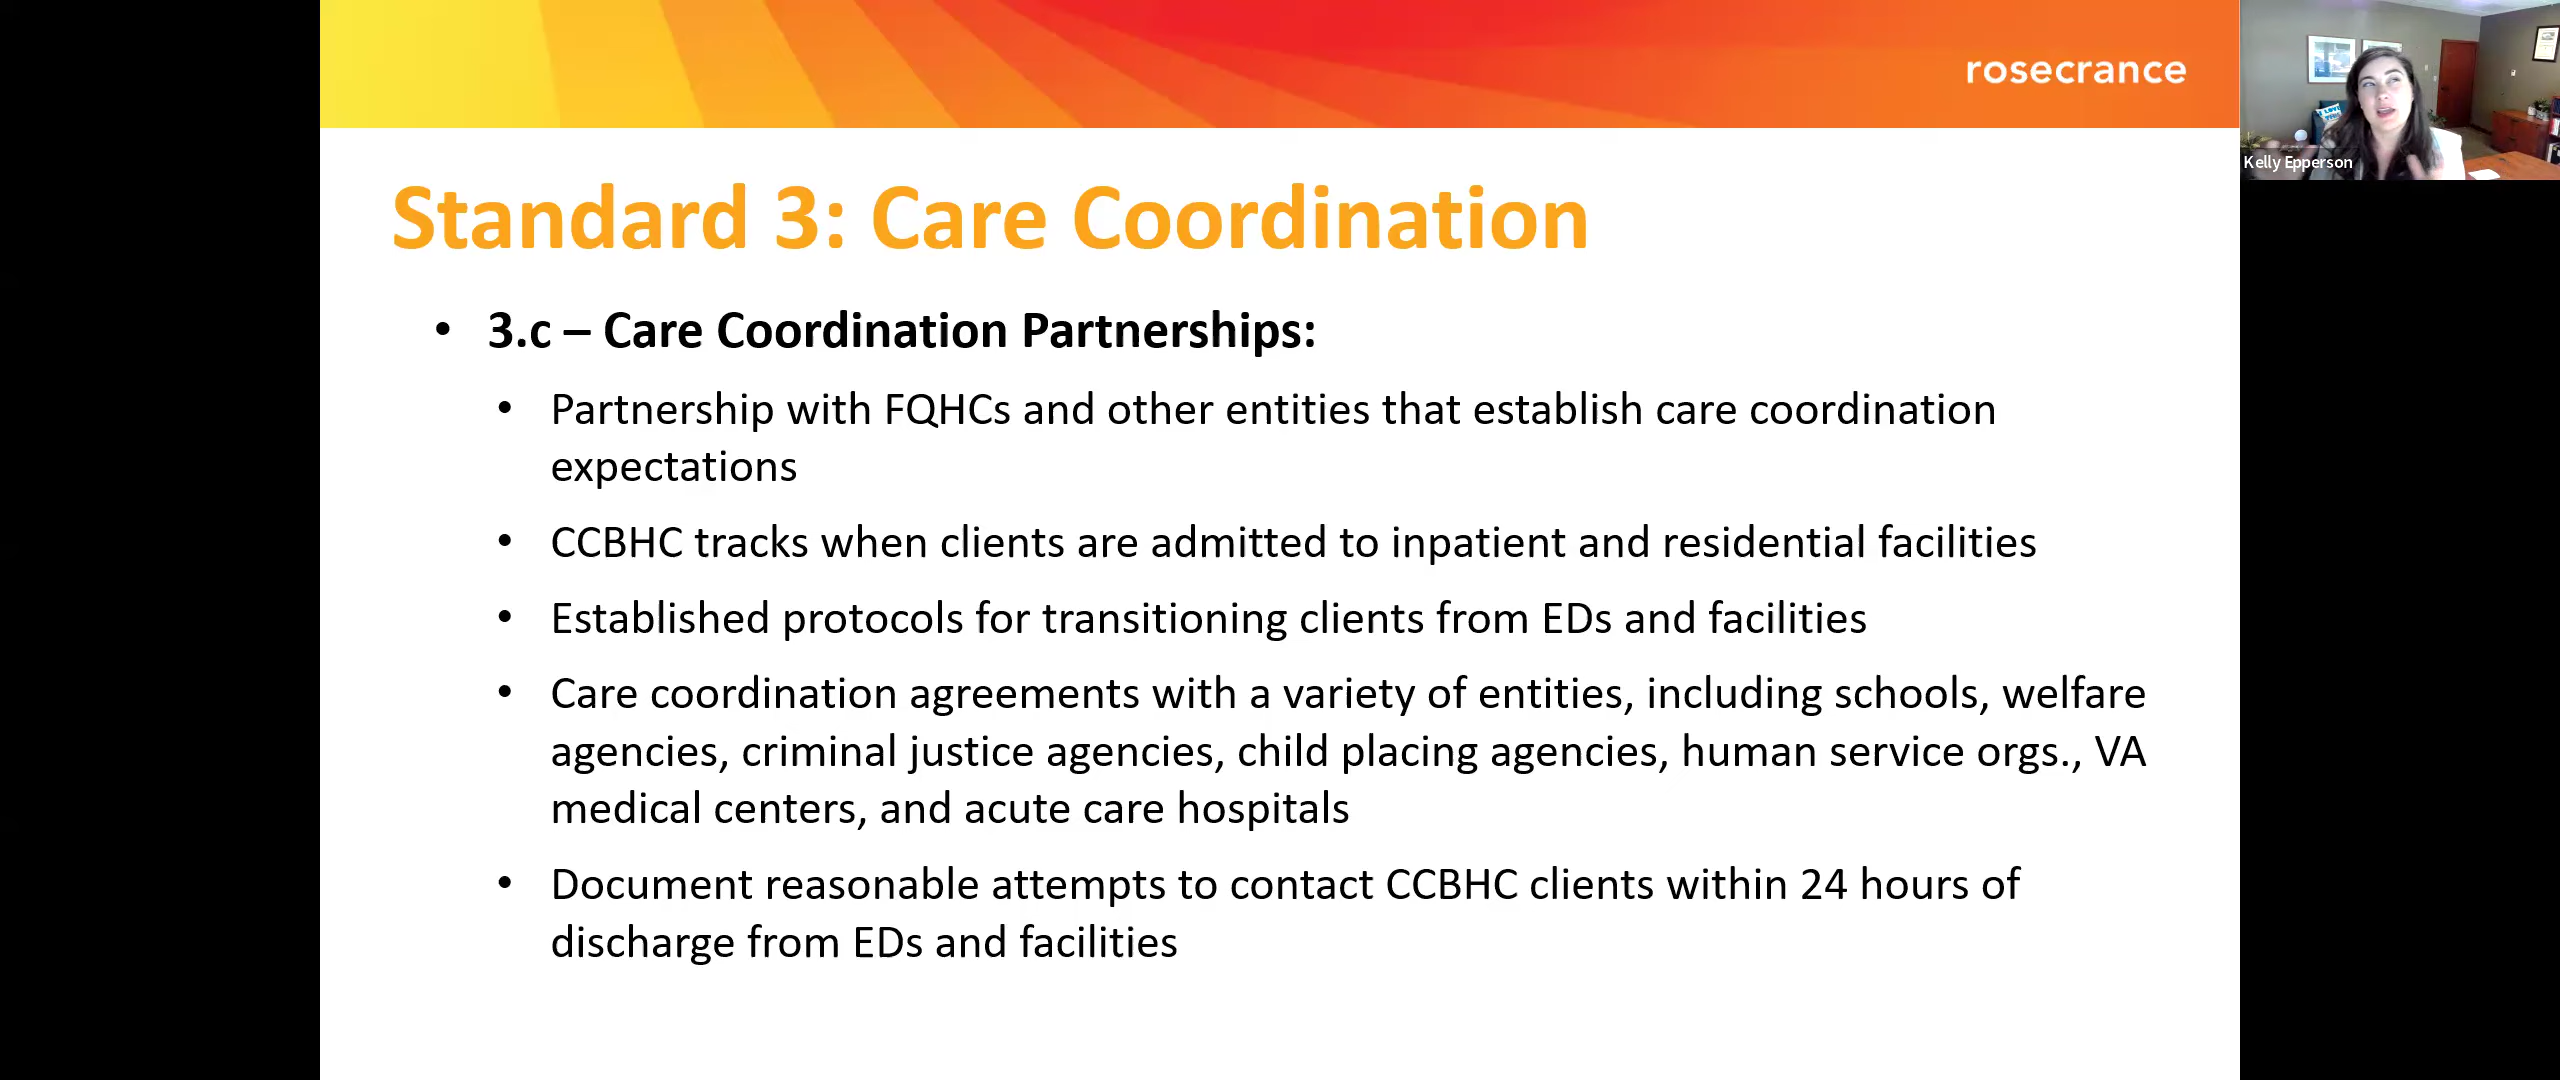 rosecrance
Kelly Epperson
Standard 3: Care Coordination
• 3.c – Care Coordination Partnerships:
• Partnership with FQHCs and other entities that establish care coordination
expectations
• CCBHC tracks when clients are admitted to inpatient and residential facilities
• Established protocols for transitioning clients from EDs and facilities
• Care coordination agreements with a variety of entities, including schools, welfare
agencies, criminal justice agencies, child placing agencies, human service orgs., VA
medical centers, and acute care hospitals
• Document reasonable attempts to contact CCBHC clients within 24 hours of
discharge from EDs and facilities